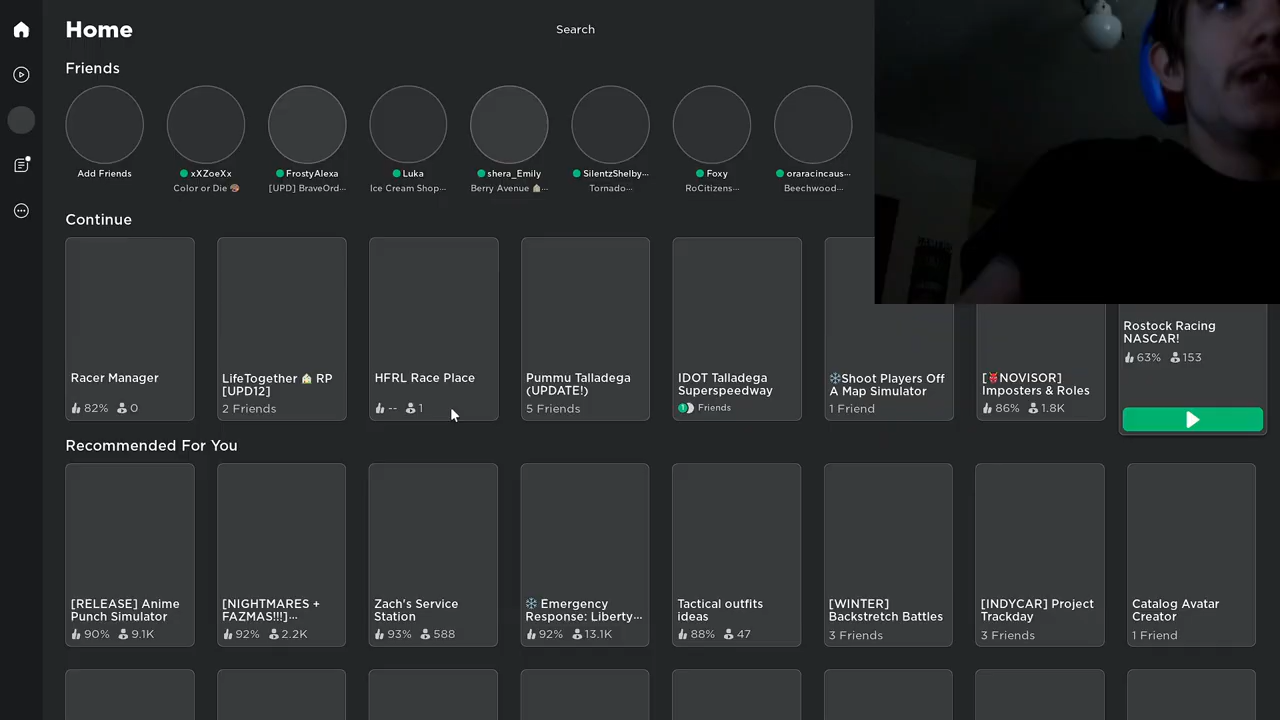 Home
Search
Friends
Add Friends
xXZoeXx
Color or Die
FrostyAlexa
[UPD] BraveOrd...
Luka
Ice Cream Shop...
shera_Emily
Berry Avenue
SilentzShelby...
Tornado...
Foxy
RoCitizens...
oraracincaus...
Beechwood...
Continue
Racer Manager
82% 0
LifeTogether RP
[UPD12]
2 Friends
HFRL Race Place
-- 1
Pummu Talladega
(UPDATE!)
5 Friends
IDOT Talladega
Superspeedway
1 Friends
Shoot Players Off
A Map Simulator
1 Friend
[NOVISOR]
Imposters & Roles
86% 1.8K
Rostock Racing
NASCAR!
63% 153
Recommended For You
[RELEASE] Anime
Punch Simulator
90% 9.1K
[NIGHTMARES +
FAZMAS!!!]...
92% 2.2K
Zach's Service
Station
93% 588
Emergency
Response: Liberty...
92% 13.1K
Tactical outfits
ideas
88% 47
[WINTER]
Backstretch Battles
3 Friends
[INDYCAR] Project
Trackday
3 Friends
Catalog Avatar
Creator
1 Friend